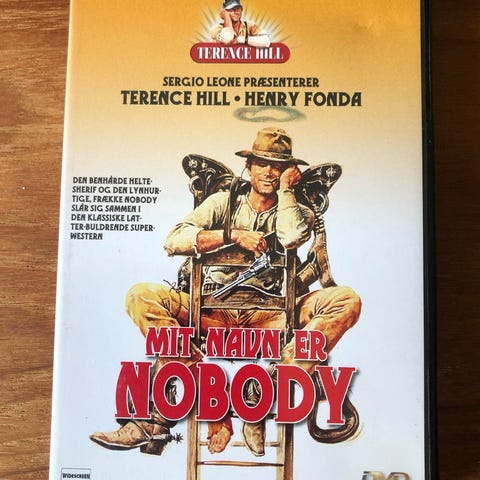 TERENCE HILL
SERGIO LEONE PRÆSENTERER
TERENCE HILL • HENRY FONDA
DEN BENHÅRDE HELTE-
SHERIF OG DEN LYNHUR-
TIGE, FRÆKKE NOBODY
SLÅR SIG SAMMEN I
DEN KLASSISKE LAT-
TER-BULDRENDE SUPER-
WESTERN
MIT NAVN ER
NOBODY
WIDESCREEN
DVD